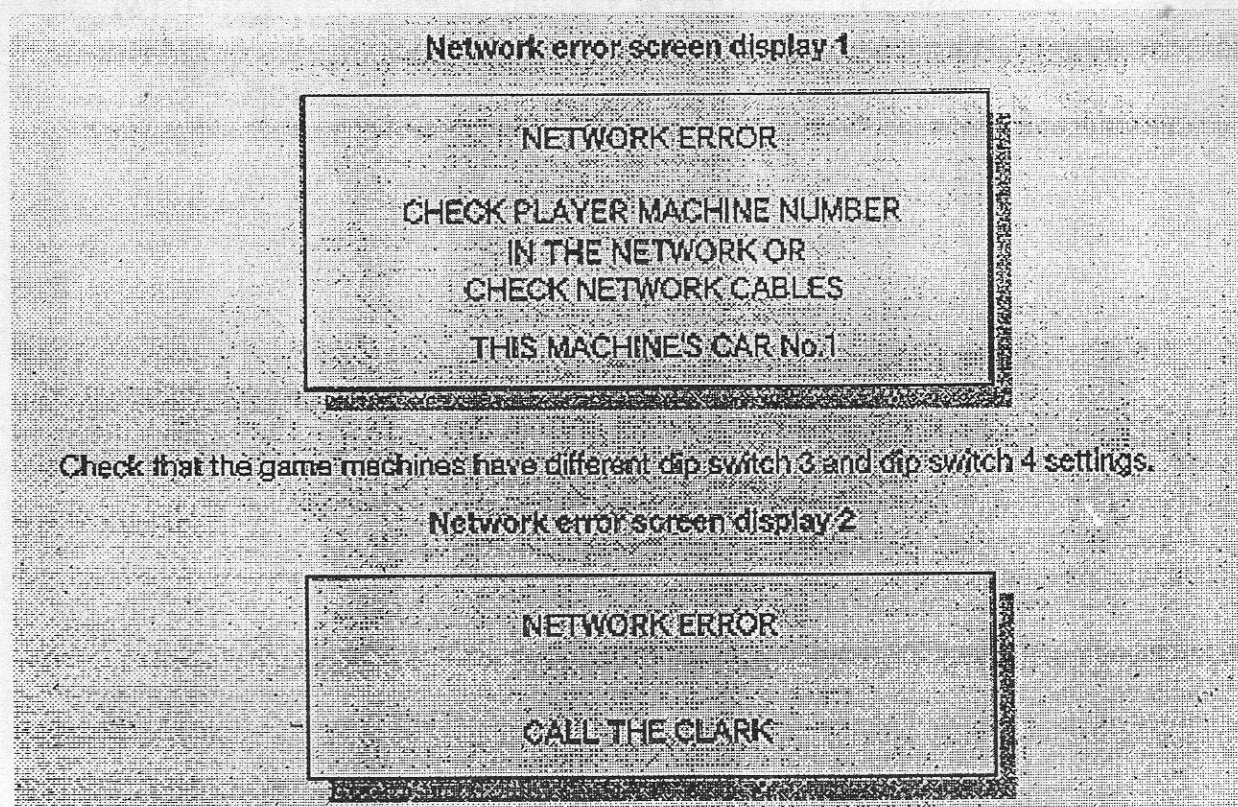 Network error screen display 1
NETWORK ERROR
CHECK PLAYER MACHINE NUMBER
IN THE NETWORK OR
CHECK NETWORK CABLES
THIS MACHINE'S CAR No.1
Check that the game machines have different dip switch 3 and dip switch 4 settings.
Network error screen display 2
NETWORK ERROR
CALL THE CLARK